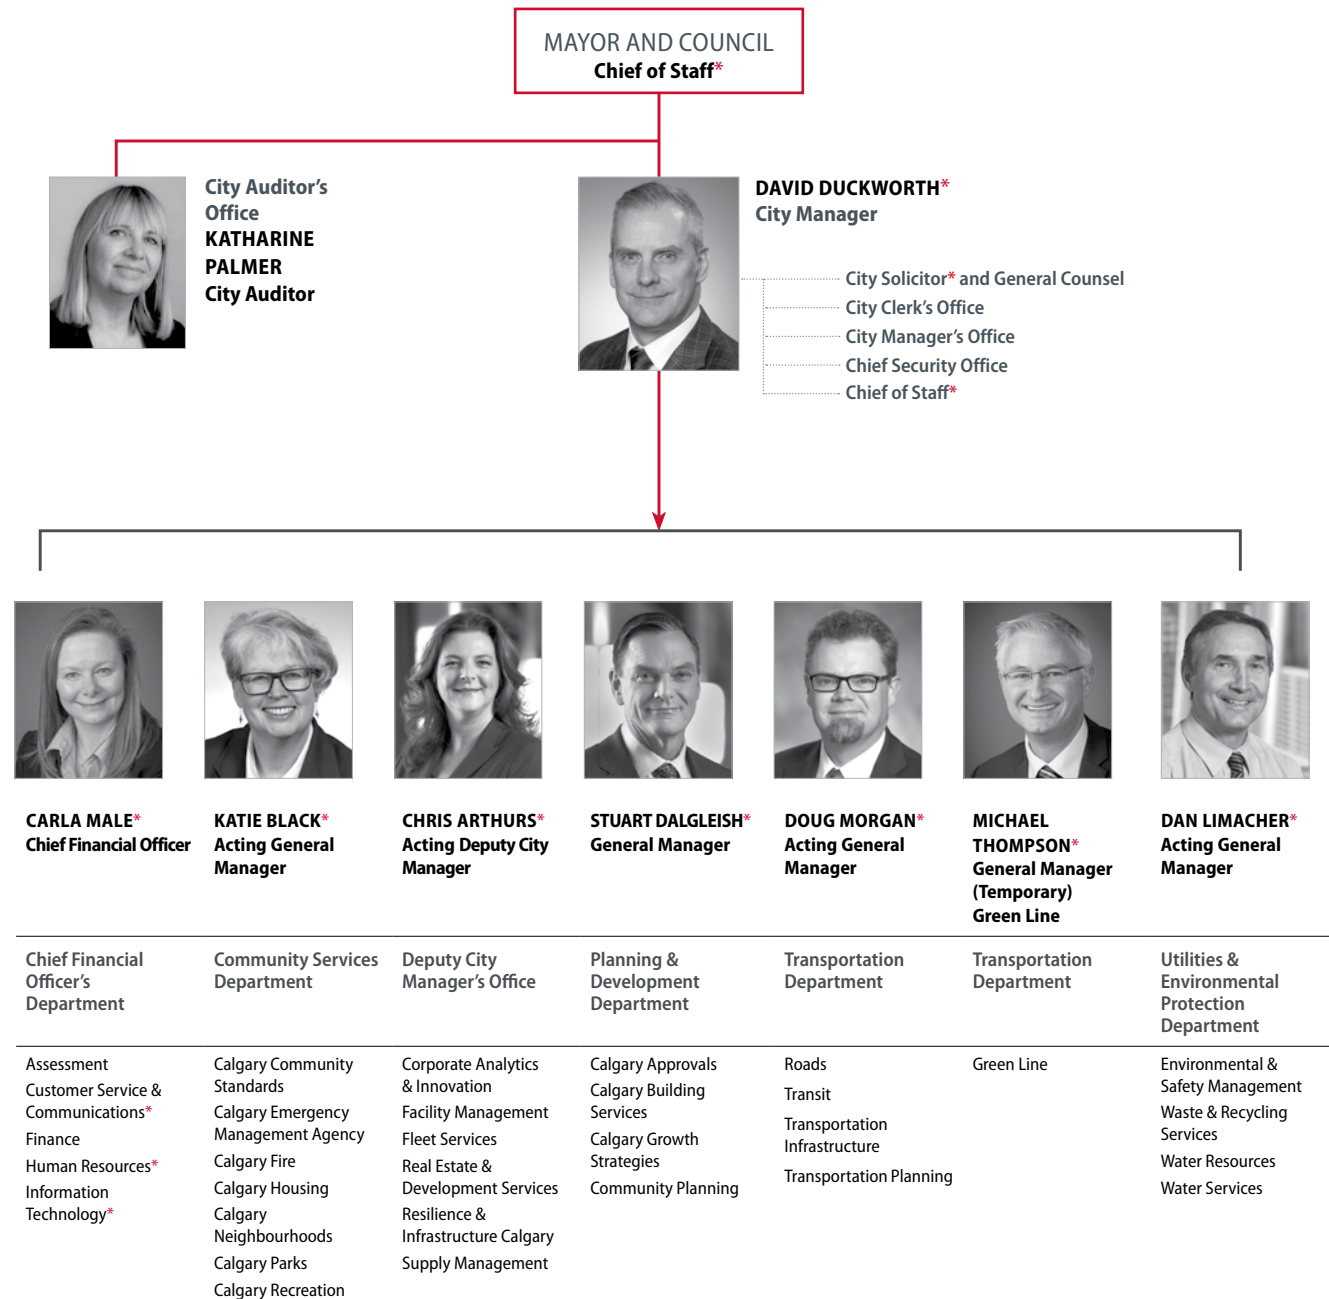 MAYOR AND COUNCIL
Chief of Staff*
City Auditor's
Office
KATHARINE
PALMER
City Auditor
DAVID DUCKWORTH*
City Manager
City Solicitor* and General Counsel
City Clerk's Office
City Manager's Office
Chief Security Office
Chief of Staff*
CARLA MALE*
Chief Financial Officer
KATIE BLACK*
Acting General
Manager
CHRIS ARTHURS*
Acting Deputy City
Manager
STUART DALGLEISH*
General Manager
DOUG MORGAN*
Acting General
Manager
MICHAEL
THOMPSON*
General Manager
(Temporary)
Green Line
DAN LIMACHER*
Acting General
Manager
Chief Financial
Officer's
Department
Community Services
Department
Deputy City
Manager's Office
Planning &
Development
Department
Transportation
Department
Transportation
Department
Utilities &
Environmental
Protection
Department
Assessment
Customer Service &
Communications*
Finance
Human Resources*
Information
Technology*
Calgary Community
Standards
Calgary Emergency
Management Agency
Calgary Fire
Calgary Housing
Calgary
Neighbourhoods
Calgary Parks
Calgary Recreation
Corporate Analytics
& Innovation
Facility Management
Fleet Services
Real Estate &
Development Services
Resilience &
Infrastructure Calgary
Supply Management
Calgary Approvals
Calgary Building
Services
Calgary Growth
Strategies
Community Planning
Roads
Transit
Transportation
Infrastructure
Transportation Planning
Green Line
Environmental &
Safety Management
Waste & Recycling
Services
Water Resources
Water Services